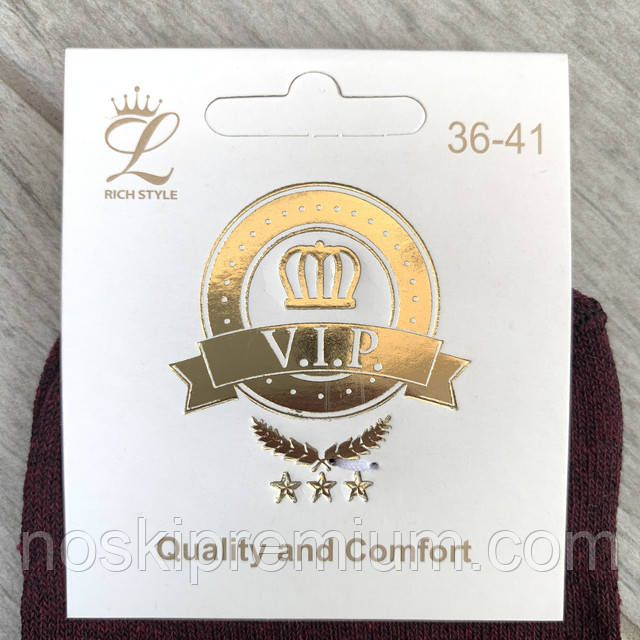 L
RICH STYLE
36-41
V.I.P.
noskipremium.com
Quality and Comfort